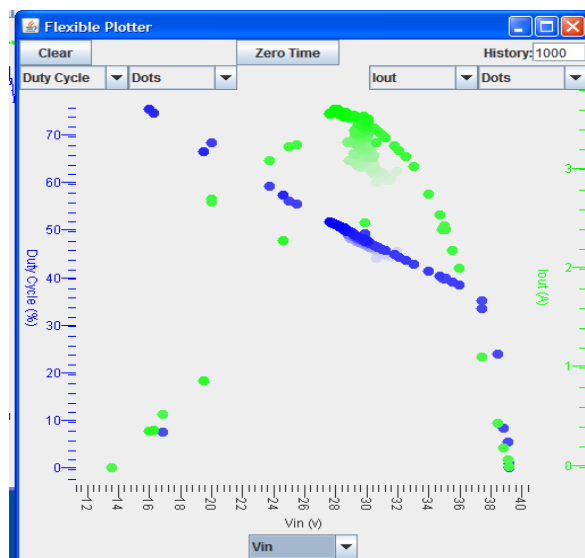 Flexible Plotter
Clear Zero Time History: 1000
Duty Cycle Dots Iout Dots
70
60
50
40
30
20
10
0
Duty Cycle (%)
3
2
1
0
Iout (A)
12 14 16 18 20 22 24 26 28 30 32 34 36 38 40
Vin (v)
Vin